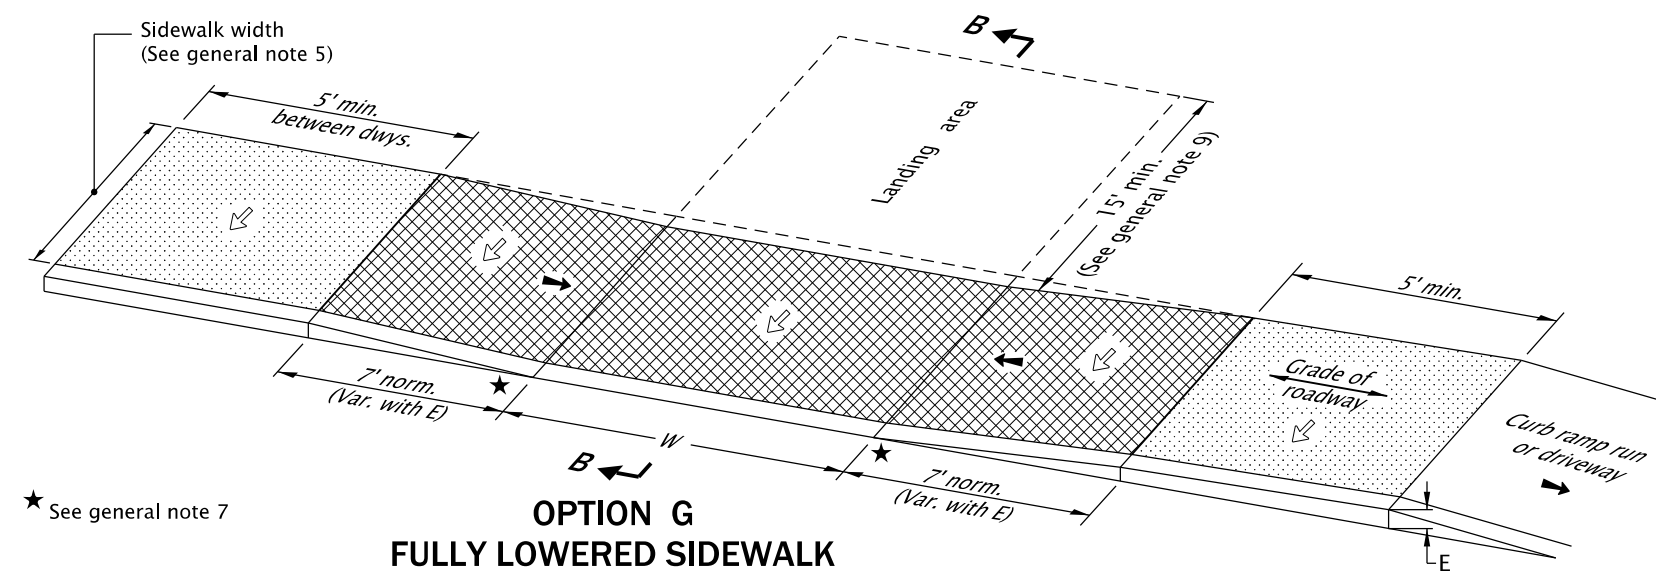 Sidewalk width
(See general note 5)
5' min.
between dwys.
B
Landing area
15' min.
(See general note 9)
5' min.
Grade of
roadway
Curb ramp run
or driveway
7' norm.
(Var. with E)
W
B
7' norm.
(Var. with E)
E
★ See general note 7
★
★
OPTION G
FULLY LOWERED SIDEWALK